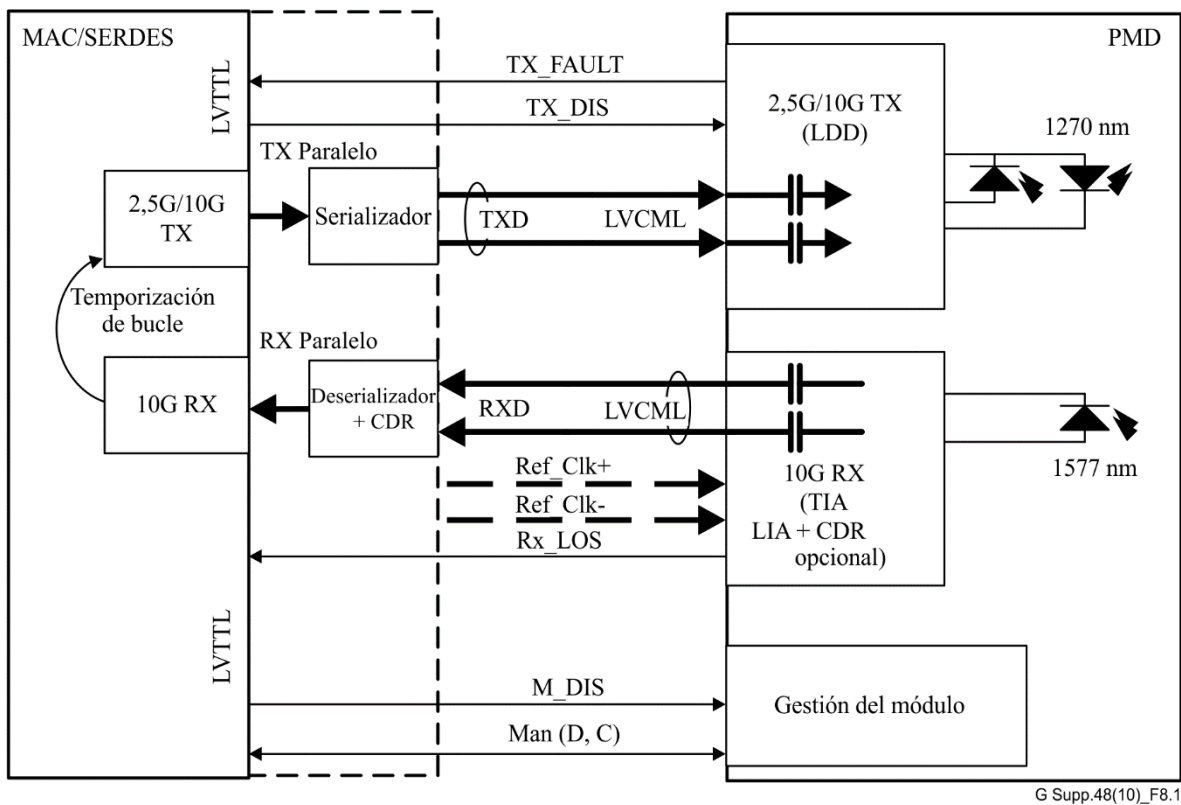 MAC/SERDES
PMD
LVTTL
TX_FAULT
TX_DIS
2,5G/10G TX
(LDD)
1270 nm
TX Paralelo
2,5G/10G
TX
Serializador
TXD
LVCML
Temporización
de bucle
RX Paralelo
10G RX
Deserializador
+ CDR
RXD
LVCML
1577 nm
Ref_Clk+
Ref_Clk-
Rx_LOS
10G RX
(TIA
LIA + CDR
opcional)
LVTTL
M_DIS
Man (D, C)
Gestión del módulo
G Supp.48(10)_F8.1